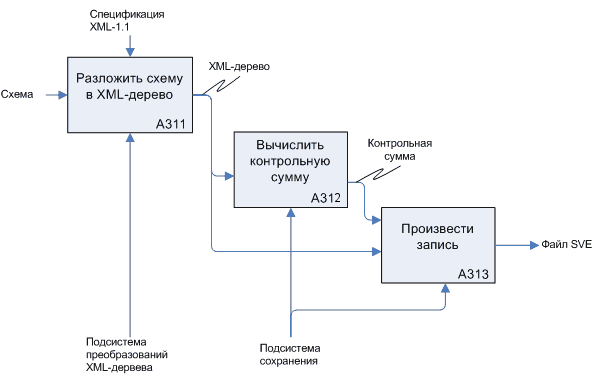 Спецификация
XML-1.1
Схема
Разложить схему
в XML-дерево
A311
XML-дерево
Вычислить
контрольную
сумму
A312
Контрольная
сумма
Произвести
запись
A313
Файл SVE
Подсистема
преобразований
XML-дервева
Подсистема
сохранения